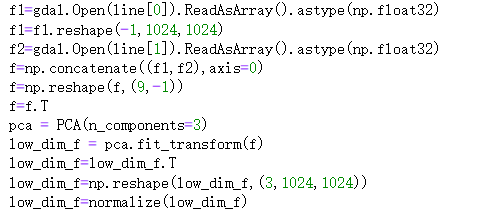 f1=gdal.Open(line[0]).ReadAsArray().astype(np.float32)
f1=f1.reshape(-1,1024,1024)
f2=gdal.Open(line[1]).ReadAsArray().astype(np.float32)
f=np.concatenate((f1,f2),axis=0)
f=np.reshape(f,(9,-1))
f=f.T
pca = PCA(n_components=3)
low_dim_f = pca.fit_transform(f)
low_dim_f=low_dim_f.T
low_dim_f=np.reshape(low_dim_f,(3,1024,1024))
low_dim_f=normalize(low_dim_f)